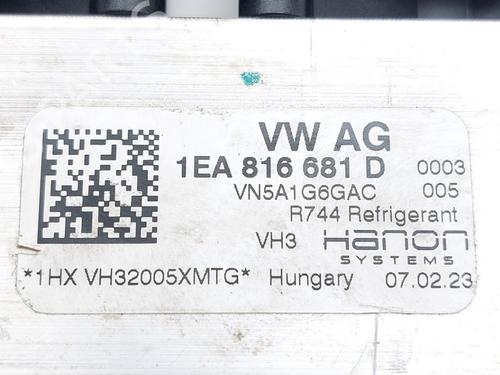 VW AG
1EA 816 681 D 0003
VN5A1G6GAC 005
R744 Refrigerant
VH3 Hanon
SYSTEMS
*1HX VH32005XMTG* Hungary 07.02.23